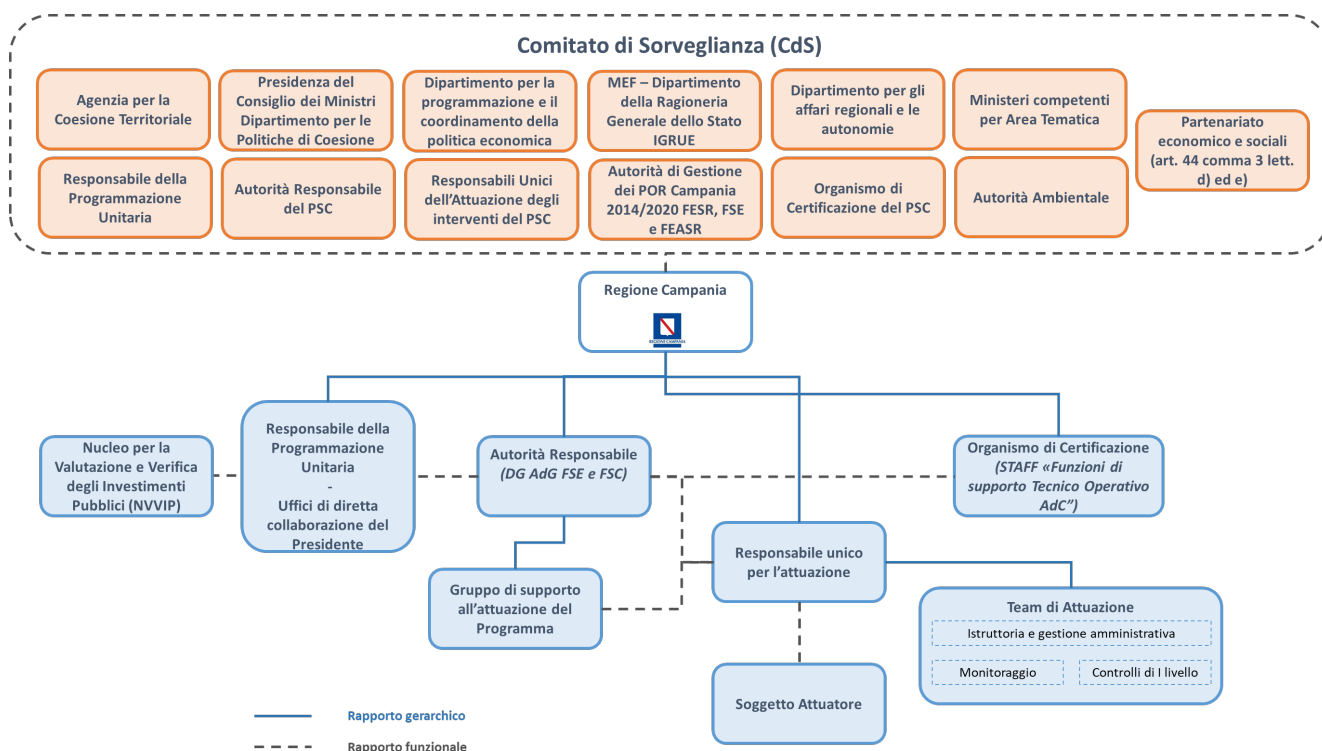 Comitato di Sorveglianza (CdS)
Agenzia per la
Coesione Territoriale
Presidenza del
Consiglio dei Ministri
Dipartimento per le
Politiche di Coesione
Dipartimento per la
programmazione e il
coordinamento della
politica economica
MEF – Dipartimento
della Ragioneria
Generale dello Stato
IGRUE
Dipartimento per gli
affari regionali e le
autonomie
Ministeri competenti
per Area Tematica
Partenariato
economico e sociali
(art. 44 comma 3 lett.
d) ed e)
Responsabile della
Programmazione
Unitaria
Autorità Responsabile
del PSC
Responsabili Unici
dell’Attuazione degli
interventi del PSC
Autorità di Gestione
dei POR Campania
2014/2020 FESR, FSE
e FEASR
Organismo di
Certificazione del PSC
Autorità Ambientale
Regione Campania
REGIONE CAMPANIA
Nucleo per la
Valutazione e Verifica
degli Investimenti
Pubblici (NVVIP)
Responsabile della
Programmazione
Unitaria
-
Uffici di diretta
collaborazione del
Presidente
Autorità Responsabile
(DG AdG FSE e FSC)
Organismo di Certificazione
(STAFF «Funzioni di
supporto Tecnico Operativo
AdC”)
Gruppo di supporto
all’attuazione del
Programma
Responsabile unico
per l’attuazione
Team di Attuazione
Istruttoria e gestione amministrativa
Monitoraggio
Controlli di I livello
Soggetto Attuatore
Rapporto gerarchico
Rapporto funzionale